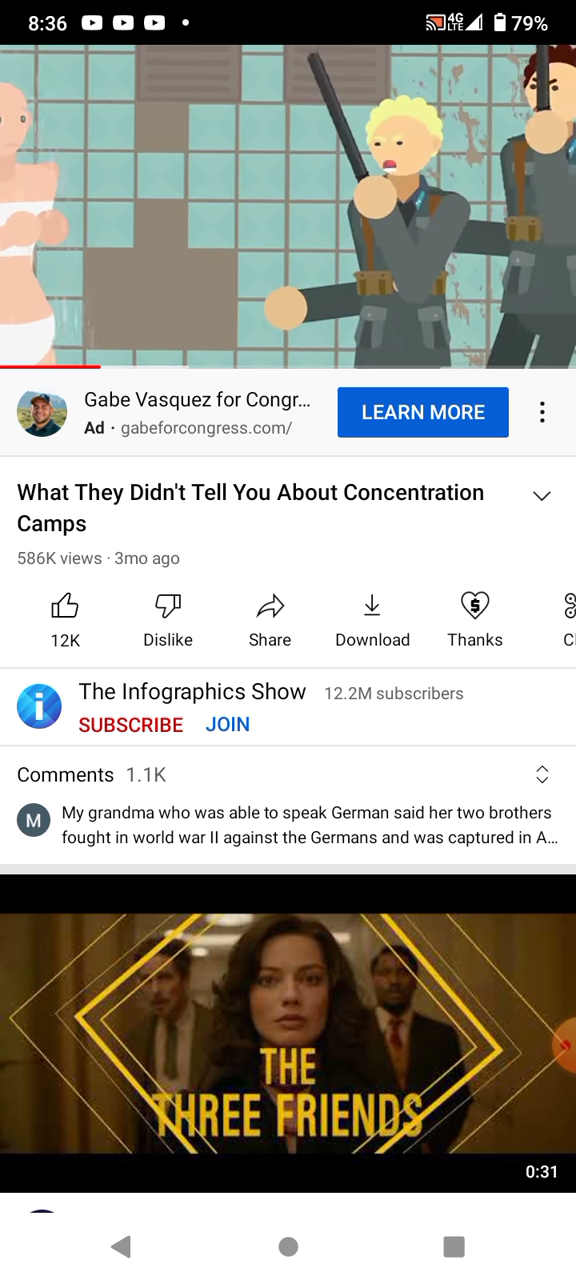 8:36
4G
LTE
79%
Gabe Vasquez for Congr...
Ad · gabeforcongress.com/
LEARN MORE
What They Didn't Tell You About Concentration
Camps
586K views · 3mo ago
12K
Dislike
Share
Download
Thanks
Cl
The Infographics Show 12.2M subscribers
SUBSCRIBE JOIN
Comments 1.1K
M
My grandma who was able to speak German said her two brothers
fought in world war II against the Germans and was captured in A...
THE
THREE FRIENDS
0:31